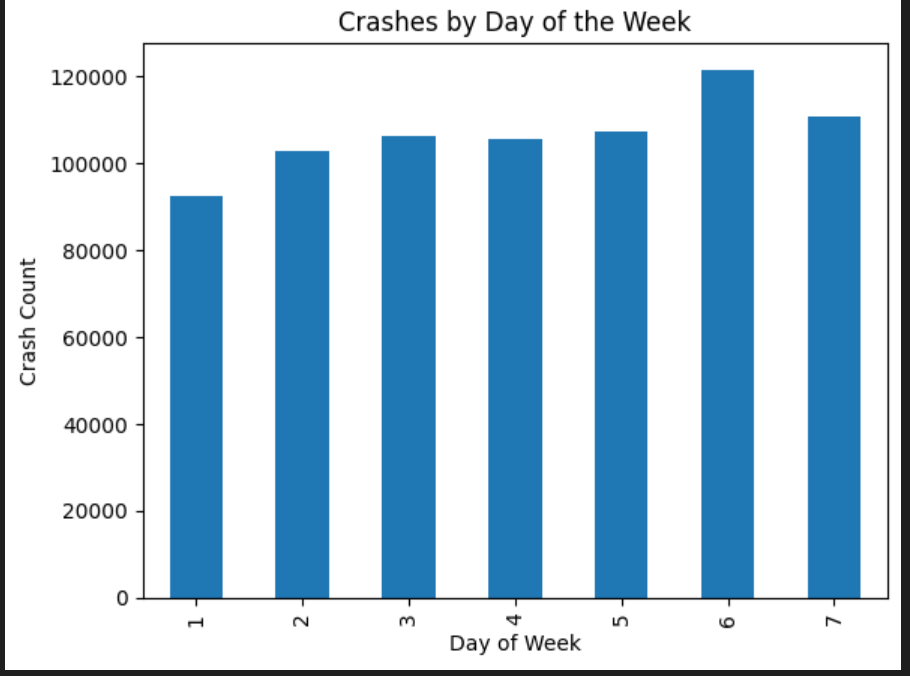 Crashes by Day of the Week
120000
100000
80000
60000
40000
20000
0
Crash Count
1 2 3 4 5 6 7
Day of Week